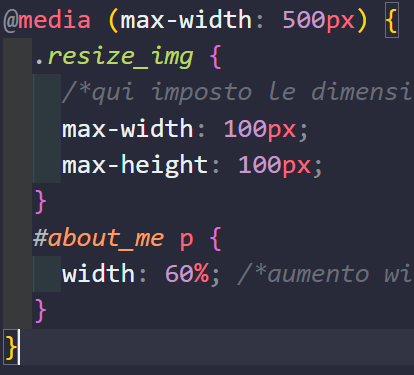 @media (max-width: 500px) {
.resize_img {
/*qui imposto le dimensi
max-width: 100px;
max-height: 100px;
}
#about_me p {
width: 60%; /*aumento wi
}
}